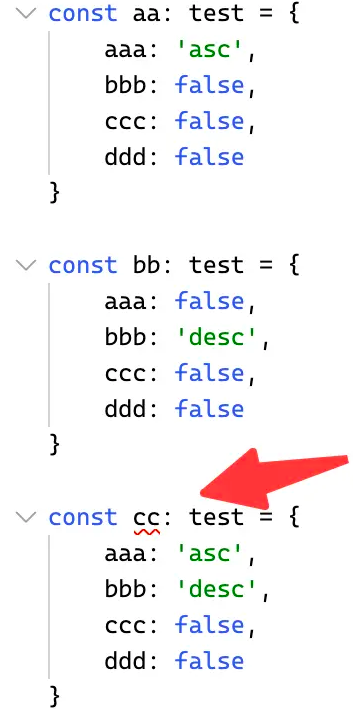 const aa: test = {
aaa: 'asc',
bbb: false,
ccc: false,
ddd: false
}
const bb: test = {
aaa: false,
bbb: 'desc',
ccc: false,
ddd: false
}
const cc: test = {
aaa: 'asc',
bbb: 'desc',
ccc: false,
ddd: false
}